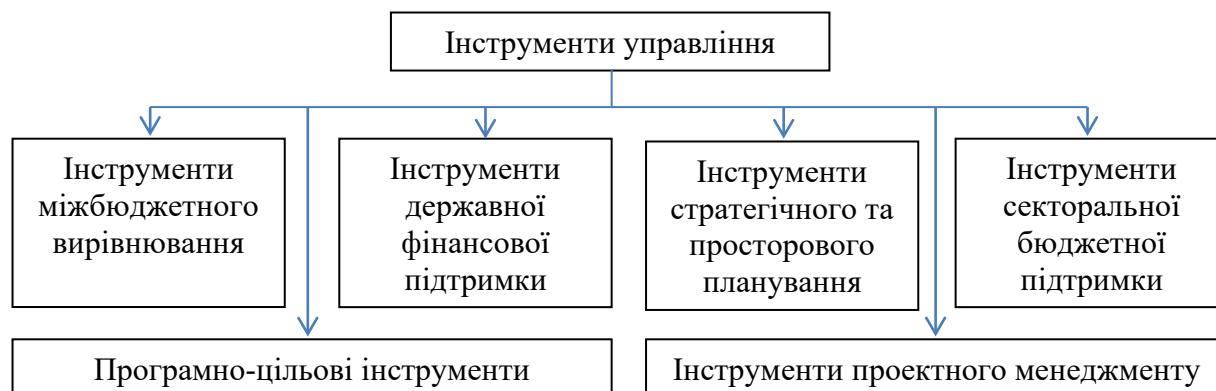 Інструменти управління
Інструменти
міжбюджетного
вирівнювання
Інструменти
державної
фінансової
підтримки
Інструменти
стратегічного та
просторового
планування
Інструменти
секторальної
бюджетної
підтримки
Програмно-цільові інструменти
Інструменти проектного менеджменту